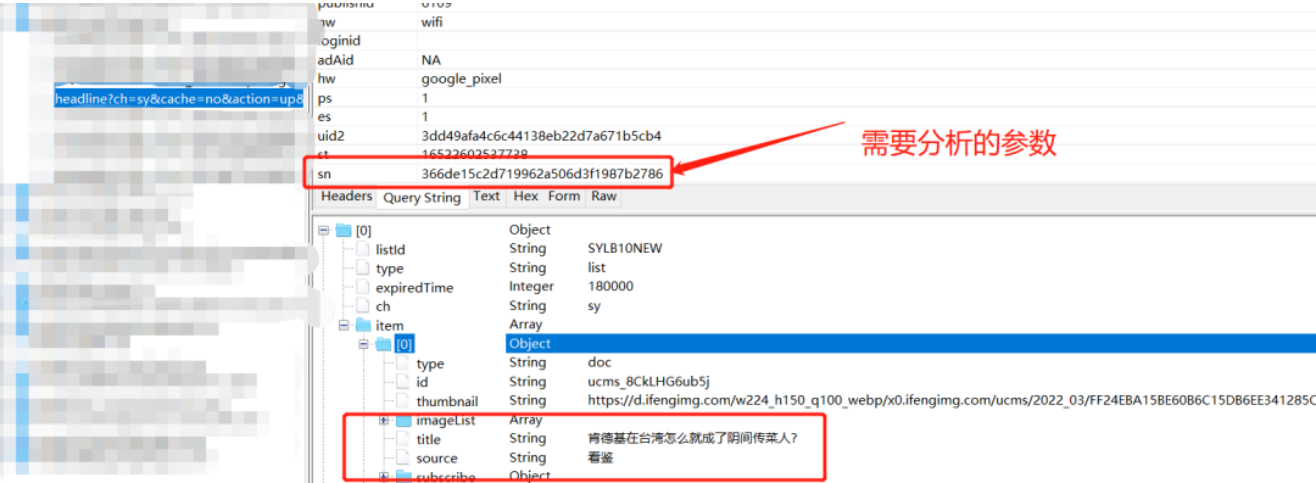 publishid 6109
nw wifi
loginid
adAid NA
hw google_pixel
headline?ch=sy&cache=no&action=up8
ps 1
es 1
uid2 3dd49afa4c6c44138eb22d7a671b5cb4
st 16522602537738
sn 366de15c2d719962a506d3f1987b2786
需要分析的参数
Headers Query String Text Hex Form Raw
[0] Object
listId String SYLB10NEW
type String list
expiredTime Integer 180000
ch String sy
item Array
[0] Object
type String doc
id String ucms_8CkLHG6ub5j
thumbnail String https://d.ifengimg.com/w224_h150_q100_webp/x0.ifengimg.com/ucms/2022_03/FF24EBA15BE60B6C15DB6EE341285C
imageList Array
title String 肯德基在台湾怎么就成了阴间传菜人？
source String 看鉴
subscribe Object